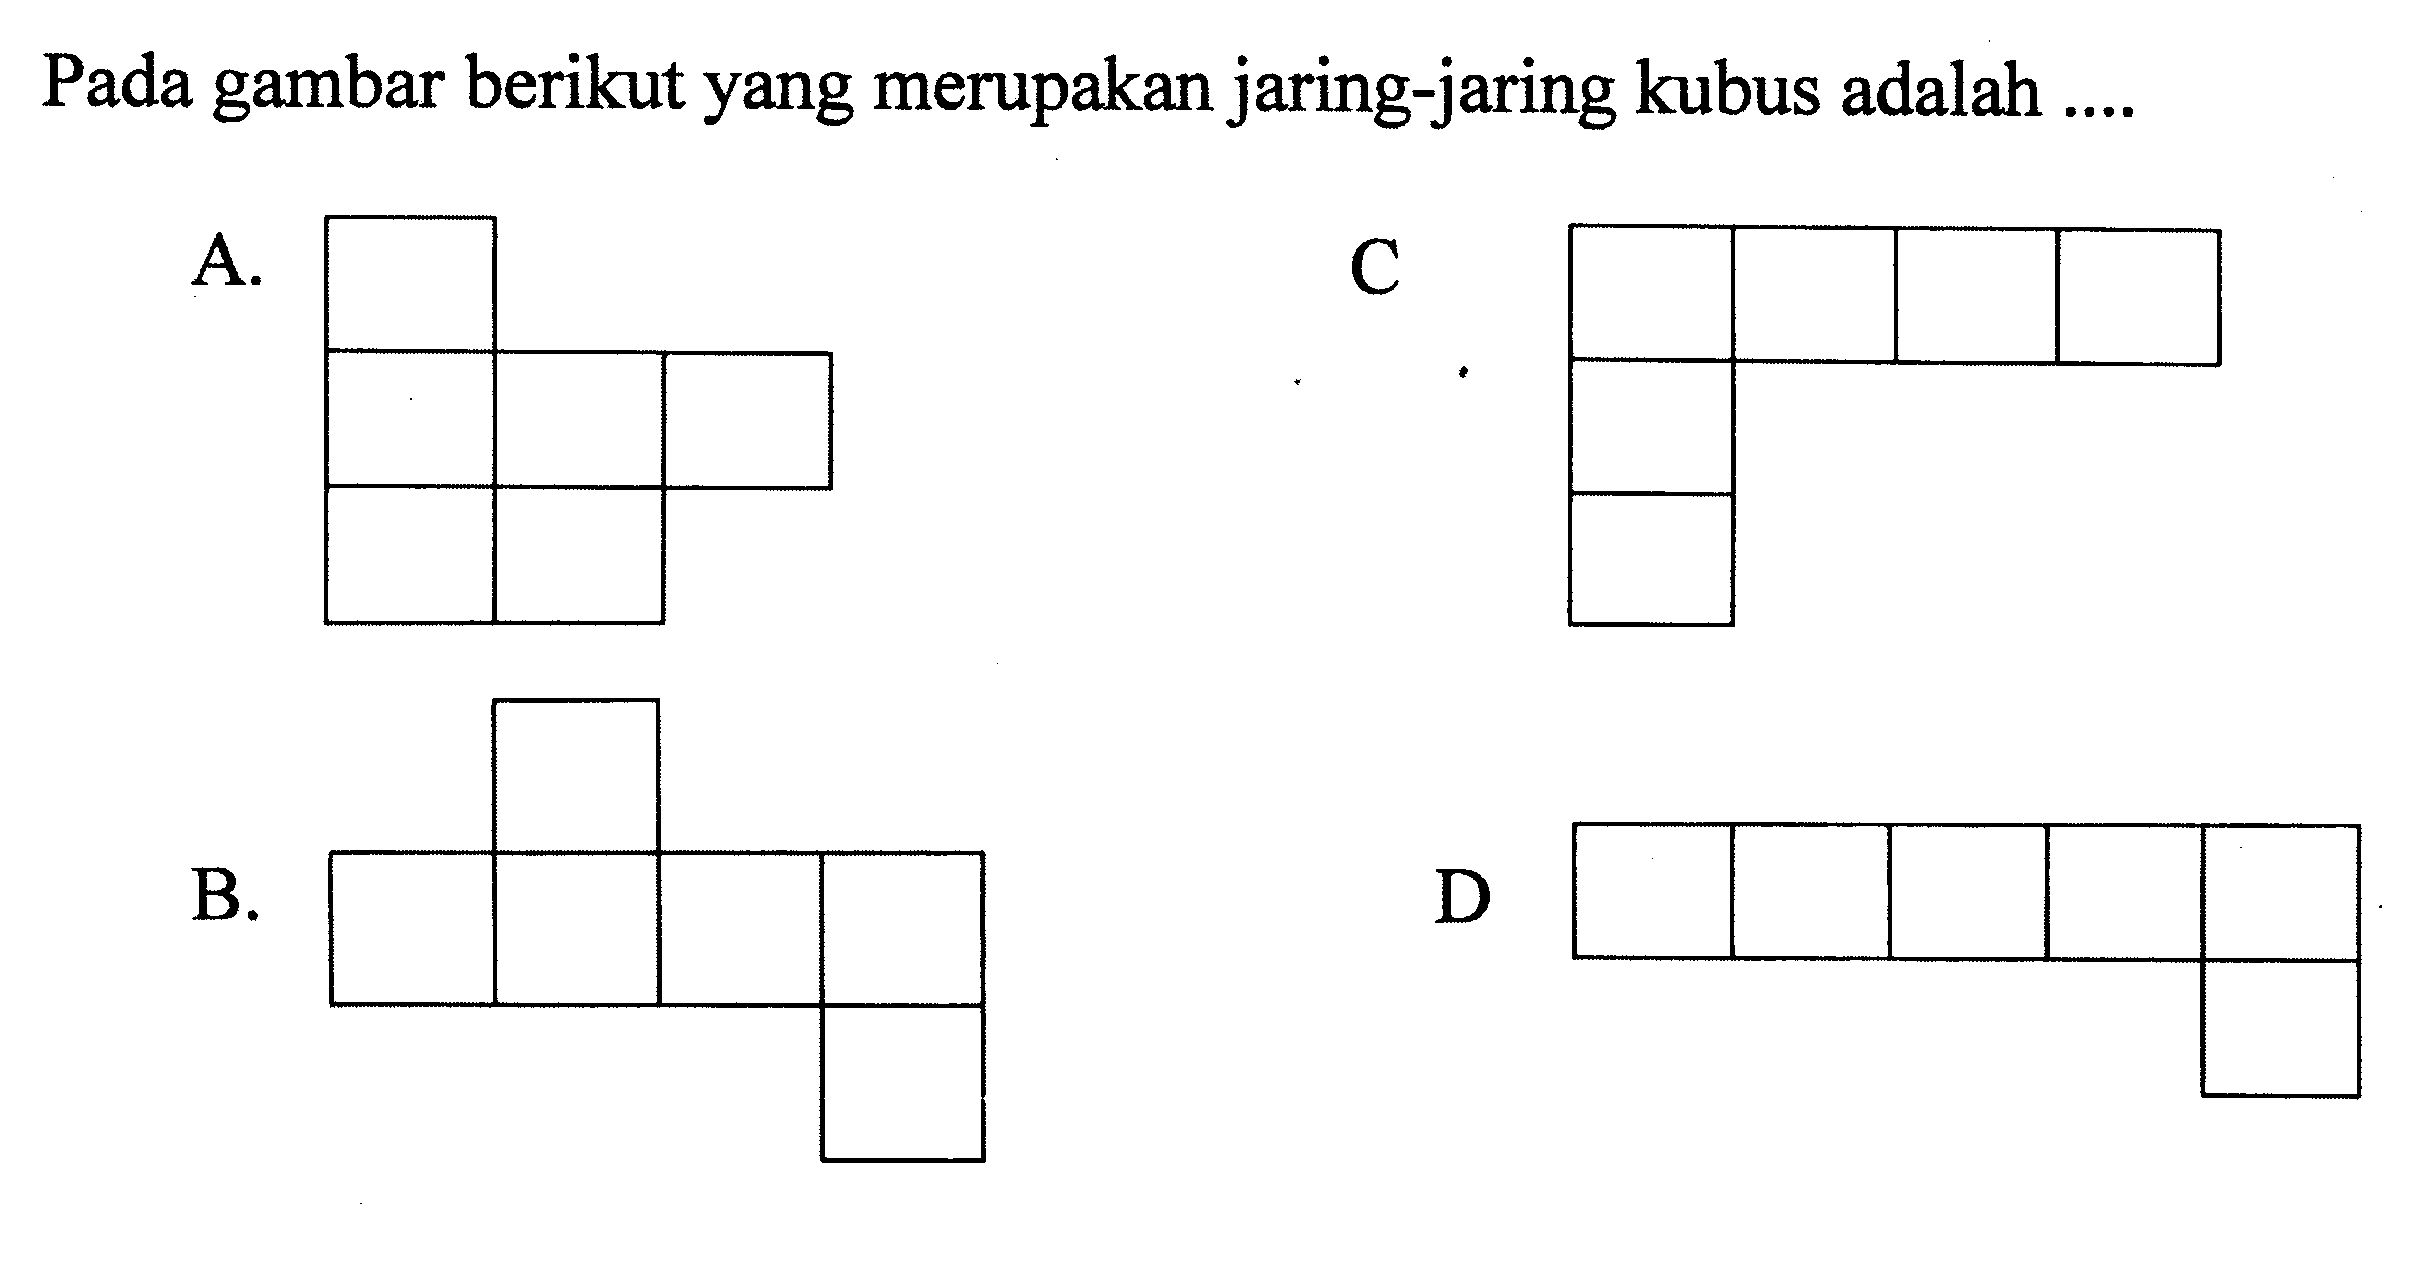 Pada gambar berikut yang merupakan jaring-jaring kubus adalah ....
A.
C
B.
D